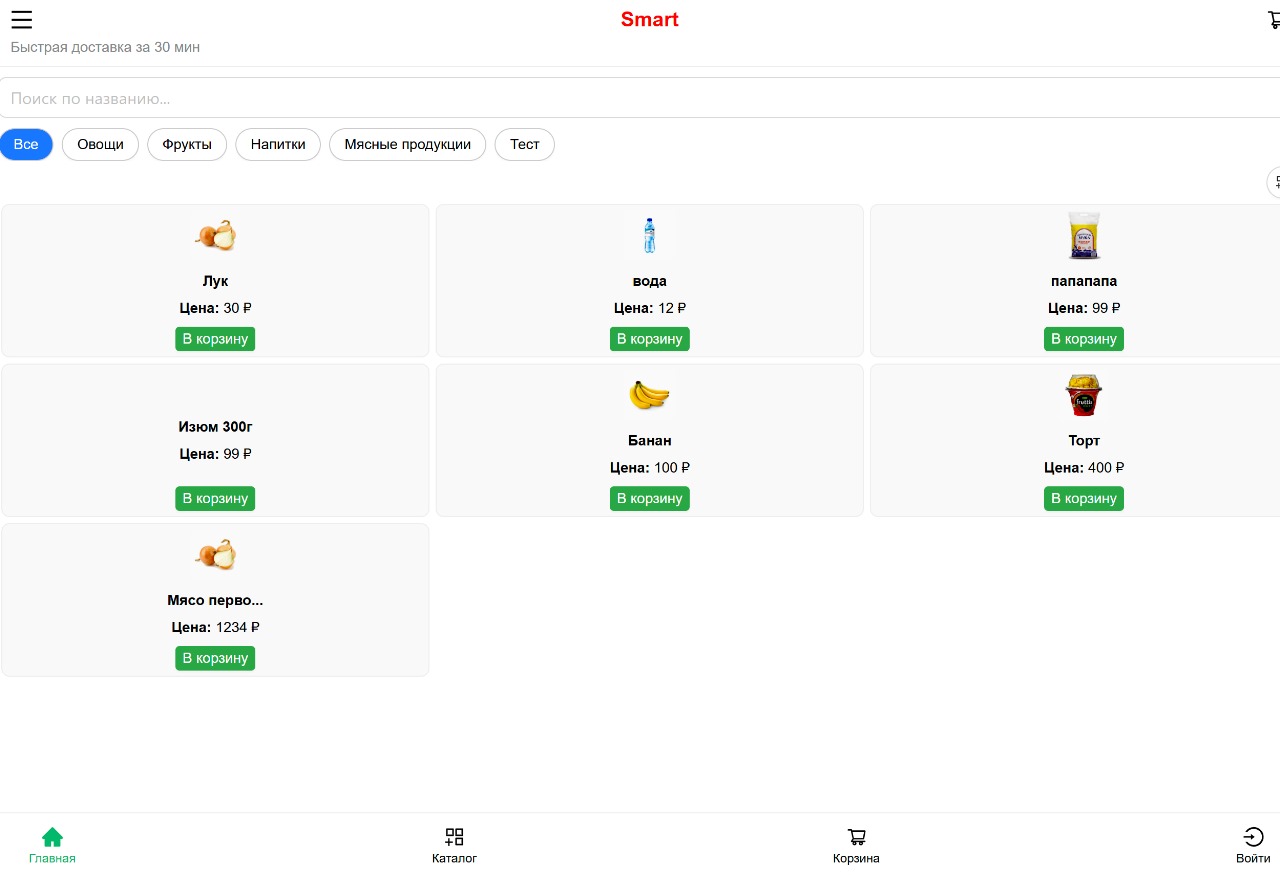 Smart
Быстрая доставка за 30 мин
Поиск по названию...
Все Овощи Фрукты Напитки Мясные продукции Тест
Лук вода папапапа
Цена: 30 ₽ Цена: 12 ₽ Цена: 99 ₽
В корзину В корзину В корзину
Изюм 300г Банан Торт
Цена: 99 ₽ Цена: 100 ₽ Цена: 400 ₽
В корзину В корзину В корзину
Мясо перво...
Цена: 1234 ₽
В корзину
Главная Каталог Корзина Войти